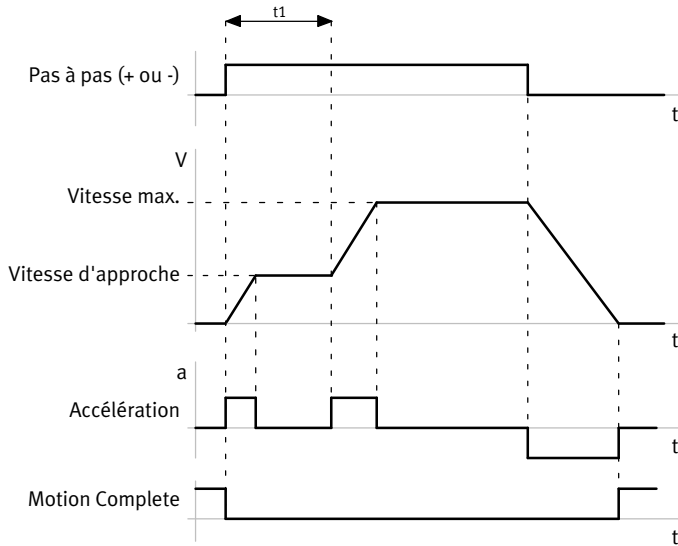 t1
Pas à pas (+ ou -)
t
V
Vitesse max.
Vitesse d'approche
t
a
Accélération
t
Motion Complete
t